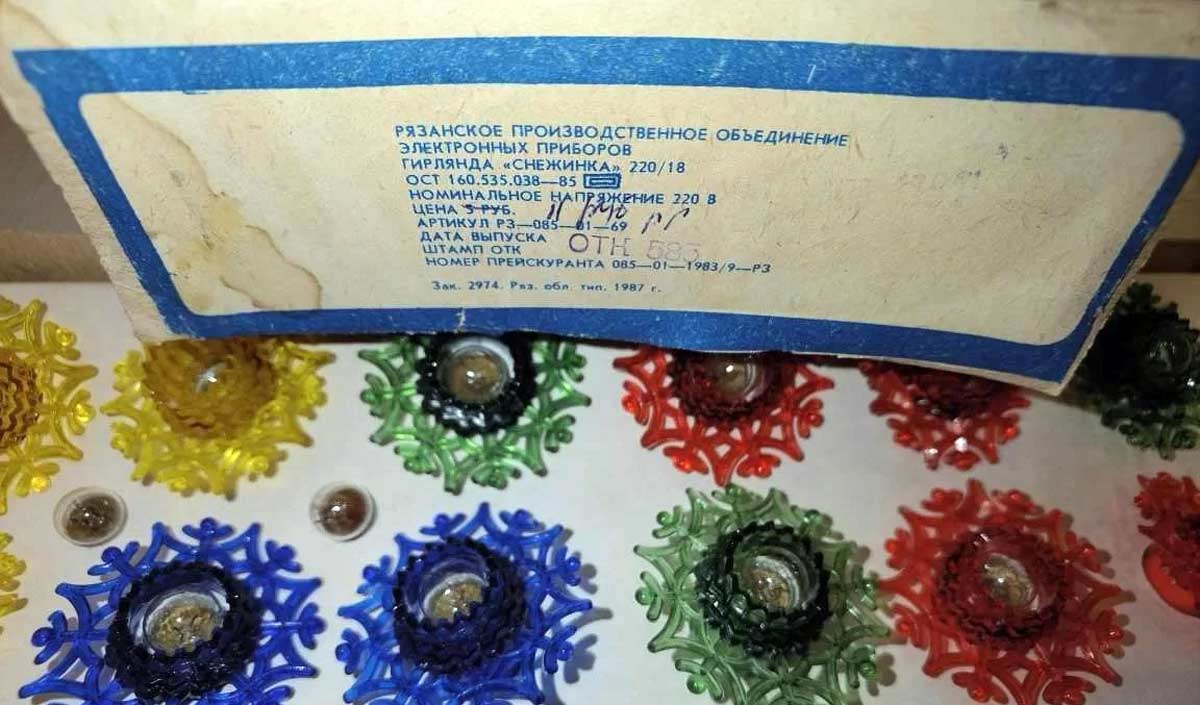 РЯЗАНСКОЕ ПРОИЗВОДСТВЕННОЕ ОБЪЕДИНЕНИЕ
ЭЛЕКТРОННЫХ ПРИБОРОВ
ГИРЛЯНДА «СНЕЖИНКА» 220/18
ОСТ 160.535.038—85
НОМИНАЛЬНОЕ НАПРЯЖЕНИЕ 220 В
ЦЕНА 5 РУБ.
АРТИКУЛ РЗ—085—01—69
ДАТА ВЫПУСКА
ШТАМП ОТК ОТК 583
НОМЕР ПРЕЙСКУРАНТА 085—01—1983/9—РЗ
Зак. 2974. Ряз. обл. тип. 1987 г.